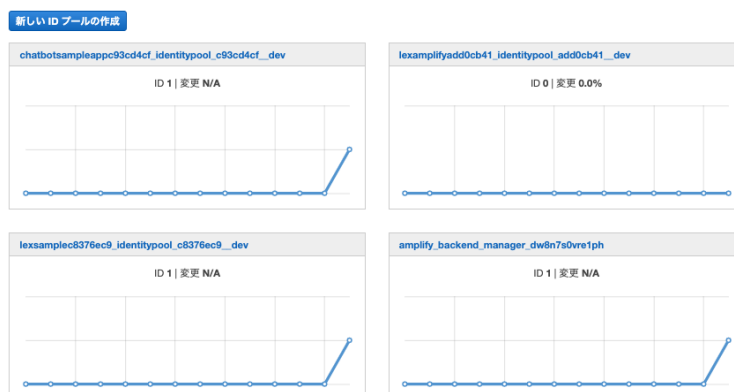 新しい ID プールの作成
chatbotsampleappc93cd4cf_identitypool_c93cd4cf__dev
ID 1 | 変更 N/A
lexamplifyadd0cb41_identitypool_add0cb41__dev
ID 0 | 変更 0.0%
lexsamplec8376ec9_identitypool_c8376ec9__dev
ID 1 | 変更 N/A
amplify_backend_manager_dw8n7s0vre1ph
ID 1 | 変更 N/A